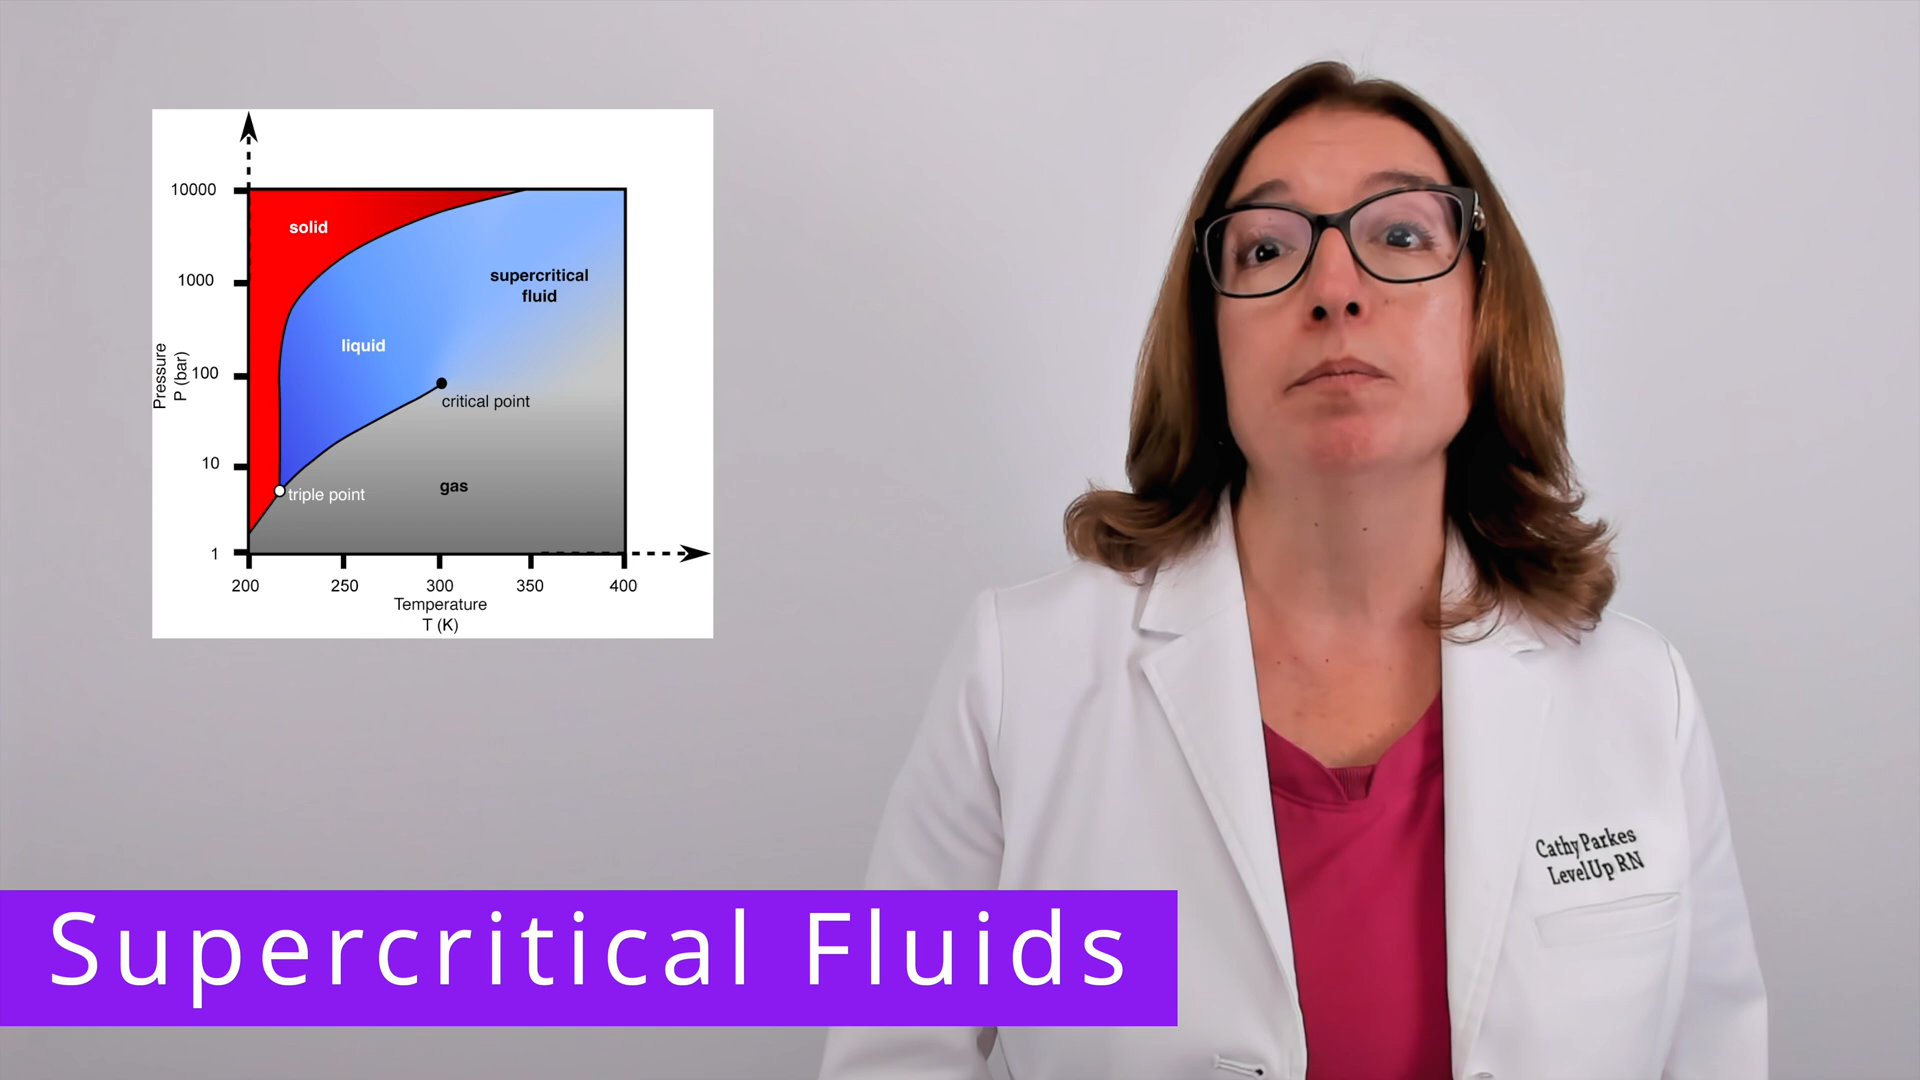 10000
1000
100
10
1
Pressure
P (bar)
solid
supercritical
fluid
liquid
critical point
gas
triple point
200 250 300 350 400
Temperature
T (K)
Cathy Parkes
LevelUp RN
Supercritical Fluids